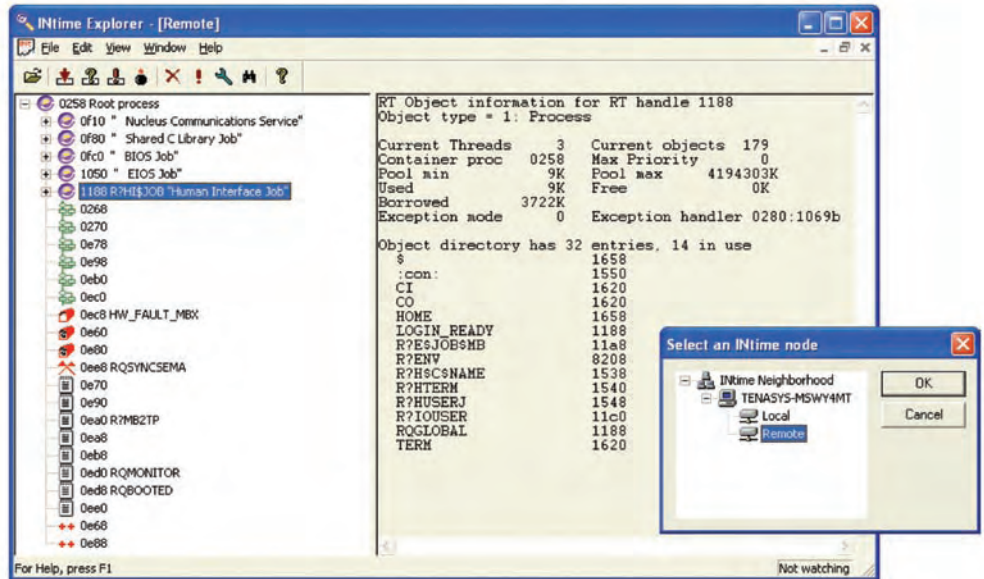 INtime Explorer - [Remote]
File Edit View Window Help
0258 Root process
0f10 " Nucleus Communications Service"
0f80 " Shared C Library Job"
0fc0 " BIOS Job"
1050 " EIOS Job"
1188 R?HI$JOB "Human Interface Job"
0268
0270
0e78
0e98
0eb0
0ec0
0ec8 HW_FAULT_MBX
0e60
0e80
0ee8 RQSYNCSEMA
0e70
0e90
0ea0 R?MB2TP
0ea8
0eb8
0ed0 RQMONITOR
0ed8 RQBOOTED
0ee0
0e68
0e88
RT Object information for RT handle 1188
Object type = 1: Process
Current Threads 3 Current objects 179
Container proc 0258 Max Priority 0
Pool min 9K Pool max 4194303K
Used 9K Free 0K
Borrowed 3722K
Exception mode 0 Exception handler 0280:1069b
Object directory has 32 entries, 14 in use
$ 1658
:con: 1550
CI 1620
CO 1620
HOME 1658
LOGIN_READY 1188
R?E$JOB$MB 11a8
R?ENV 8208
R?H$C$NAME 1538
R?HTERM 1540
R?HUSERJ 1548
R?IOUSER 11c0
RQGLOBAL 1188
TERM 1620
Select an INtime node
INtime Neighborhood
TENASYS-MSWY4MT
Local
Remote
OK
Cancel
For Help, press F1
Not watching